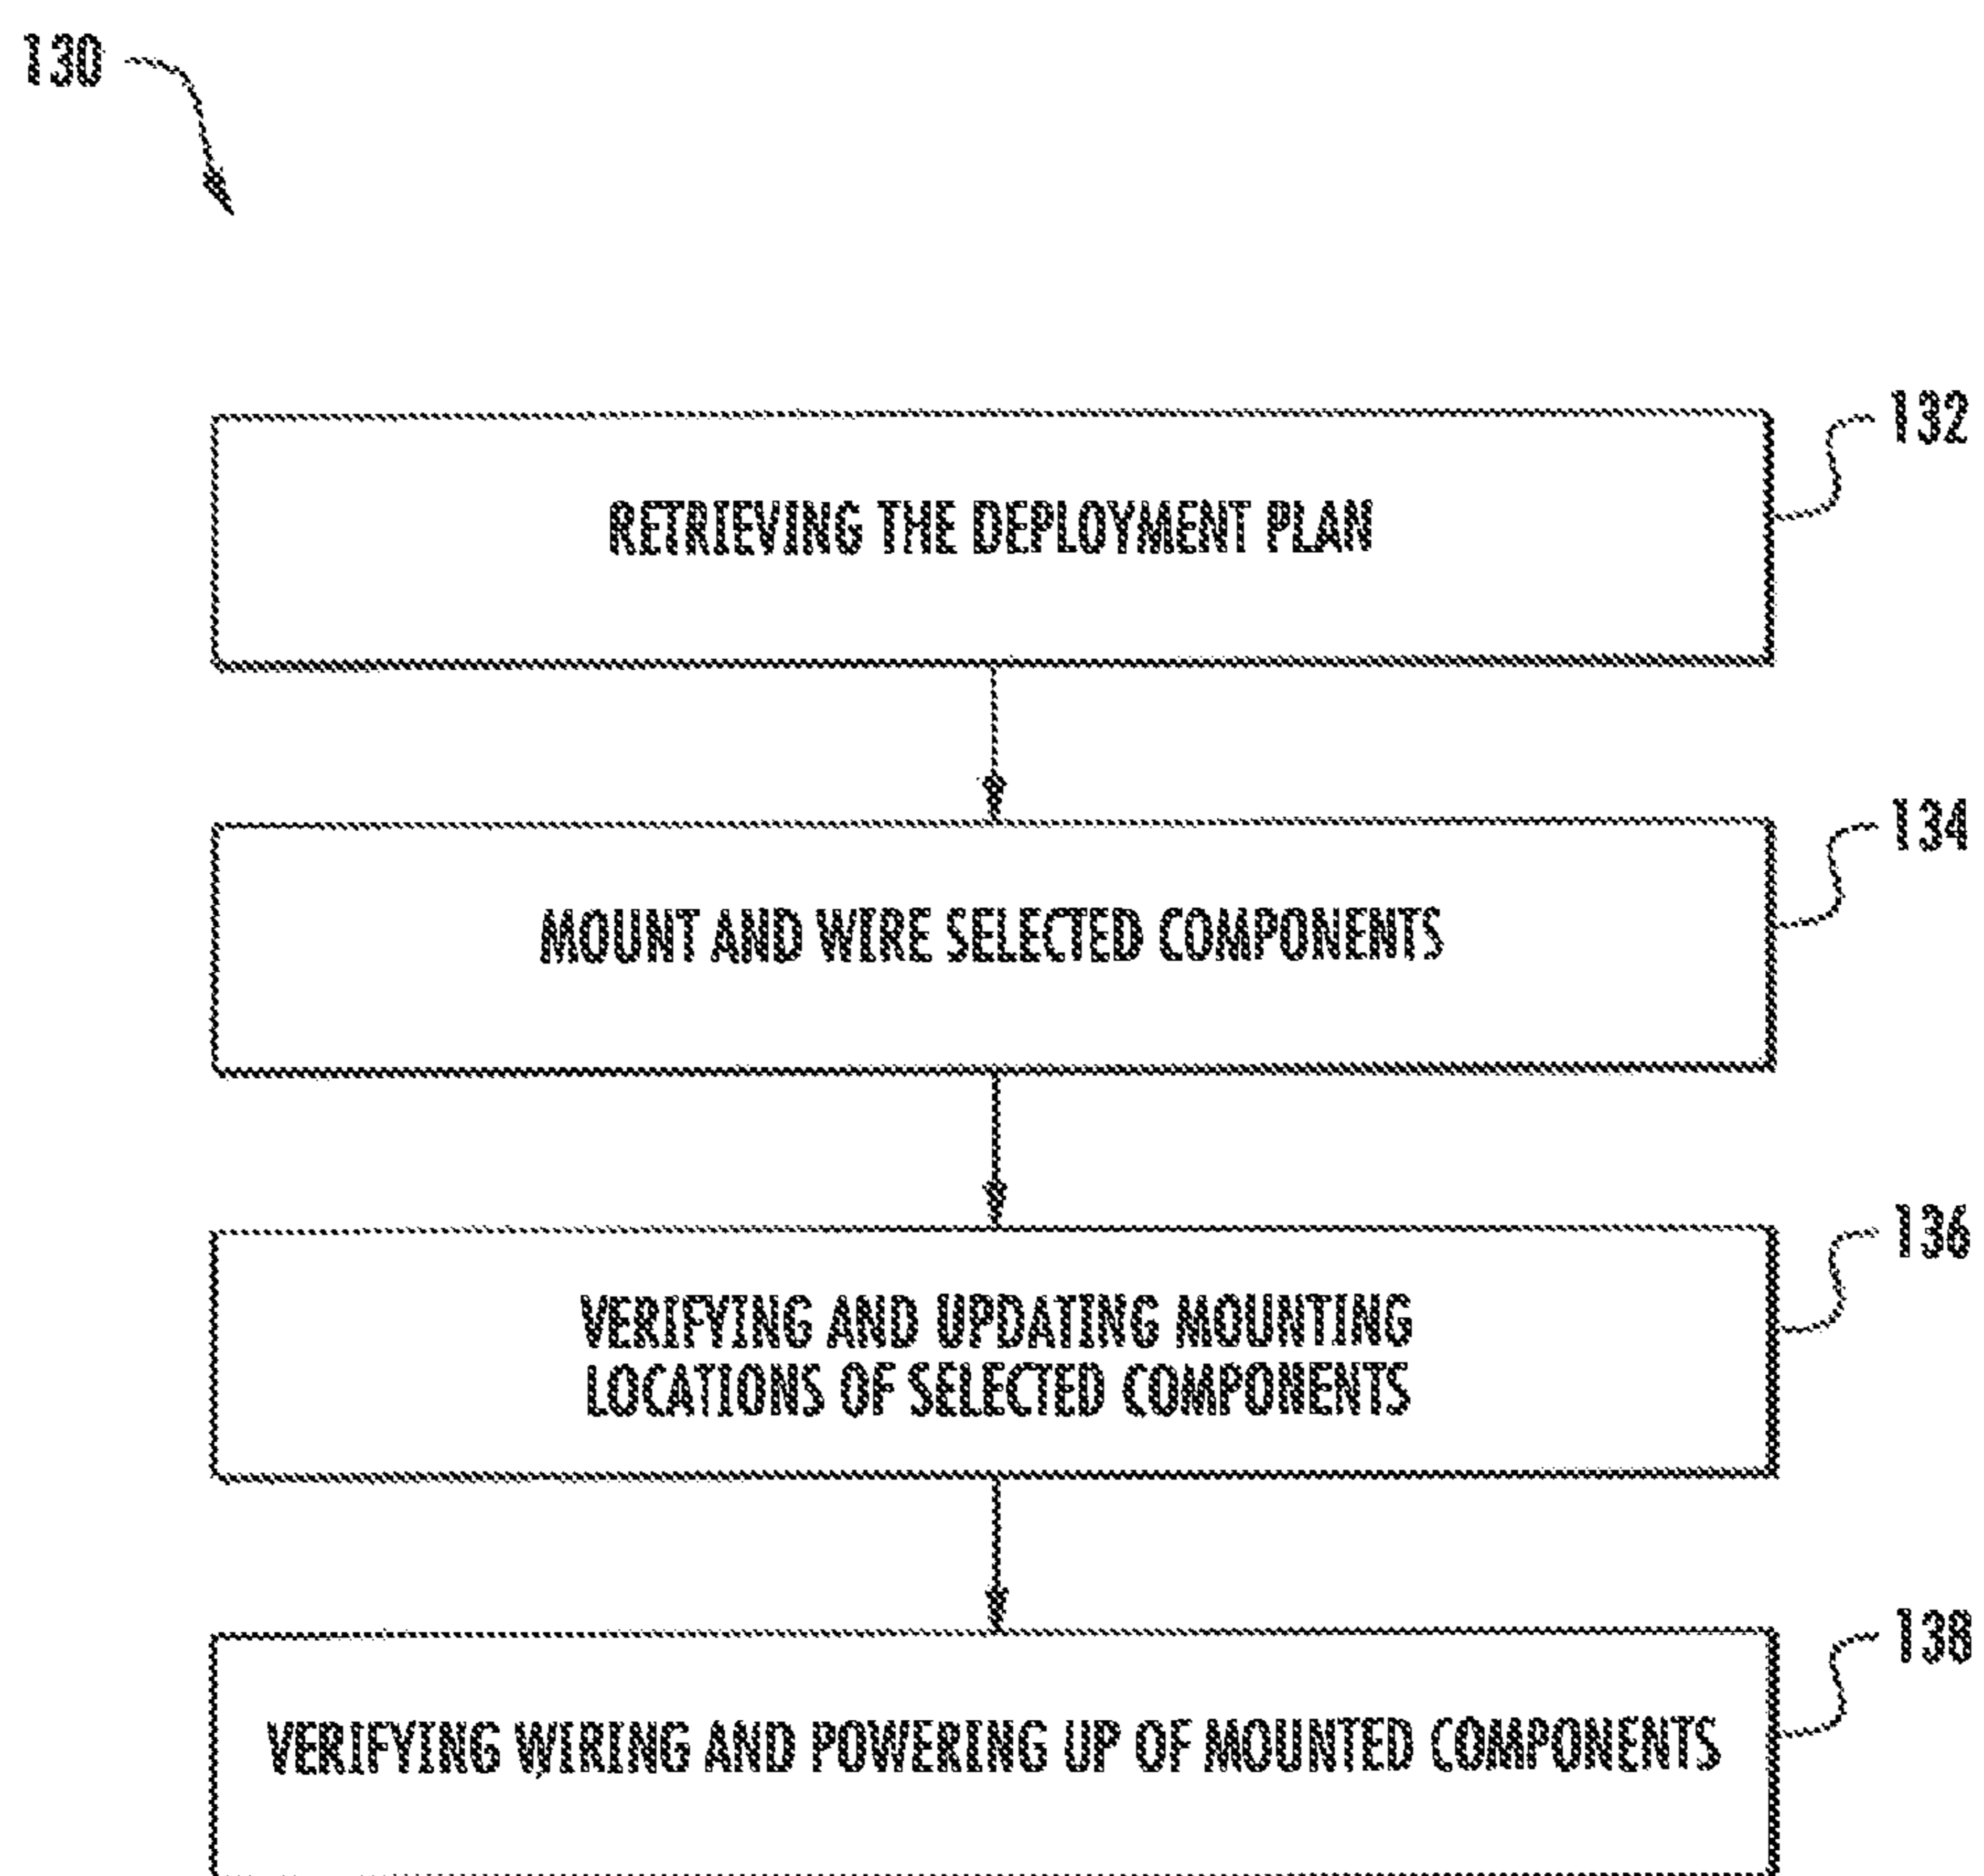 130
132
RETRIEVING THE DEPLOYMENT PLAN
134
MOUNT AND WIRE SELECTED COMPONENTS
136
VERIFYING AND UPDATING MOUNTING
LOCATIONS OF SELECTED COMPONENTS
138
VERIFYING WIRING AND POWERING UP OF MOUNTED COMPONENTS